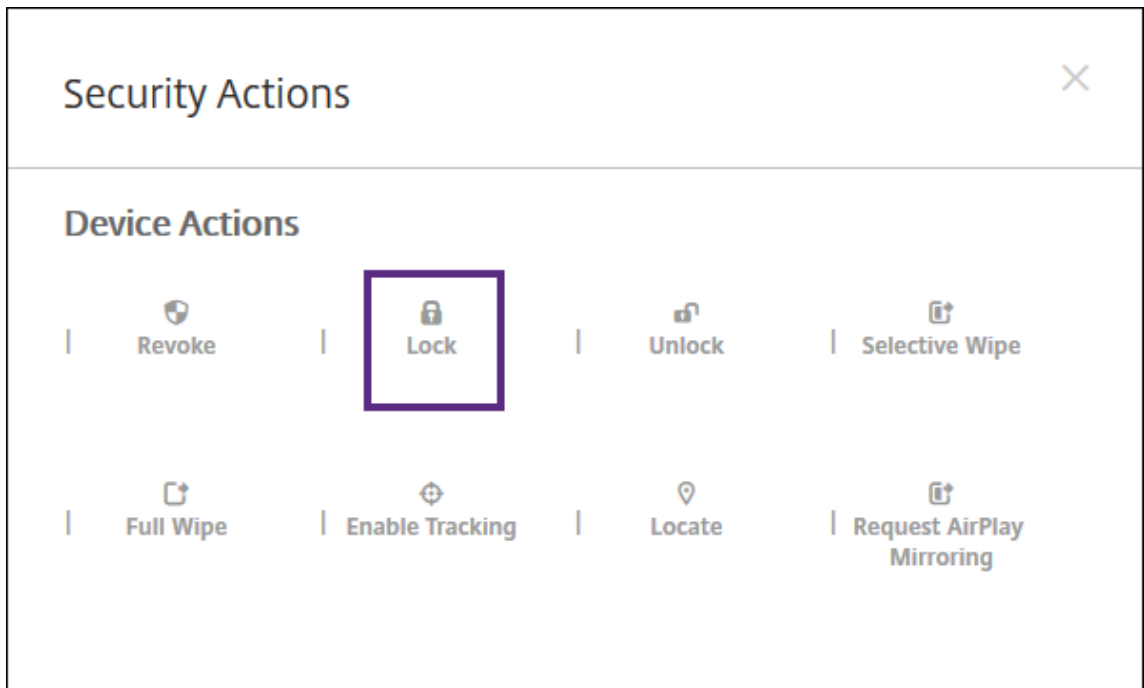 Security Actions
Device Actions
Revoke
Lock
Unlock
Selective Wipe
Full Wipe
Enable Tracking
Locate
Request AirPlay
Mirroring